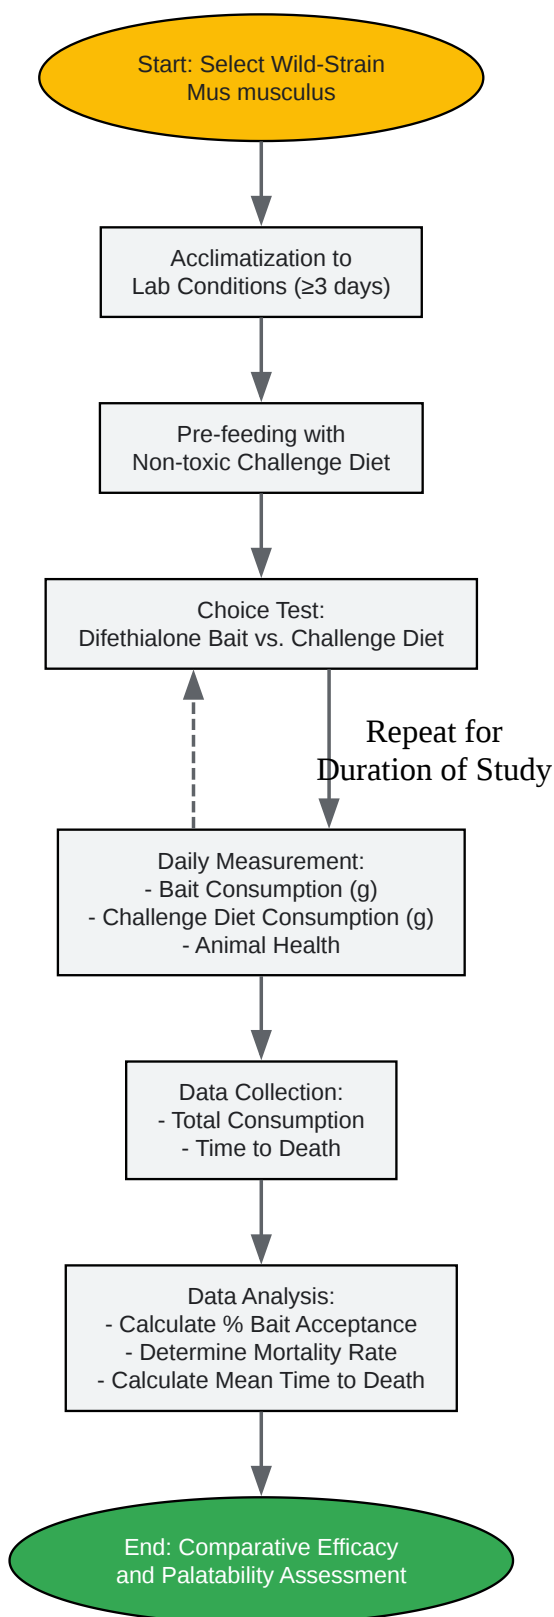 Start: Select Wild-Strain
Mus musculus
Acclimatization to
Lab Conditions (≥3 days)
Pre-feeding with
Non-toxic Challenge Diet
Choice Test:
Difethialone Bait vs. Challenge Diet
Repeat for
Duration of Study
Daily Measurement:
- Bait Consumption (g)
- Challenge Diet Consumption (g)
- Animal Health
Data Collection:
- Total Consumption
- Time to Death
Data Analysis:
- Calculate % Bait Acceptance
- Determine Mortality Rate
- Calculate Mean Time to Death
End: Comparative Efficacy
and Palatability Assessment